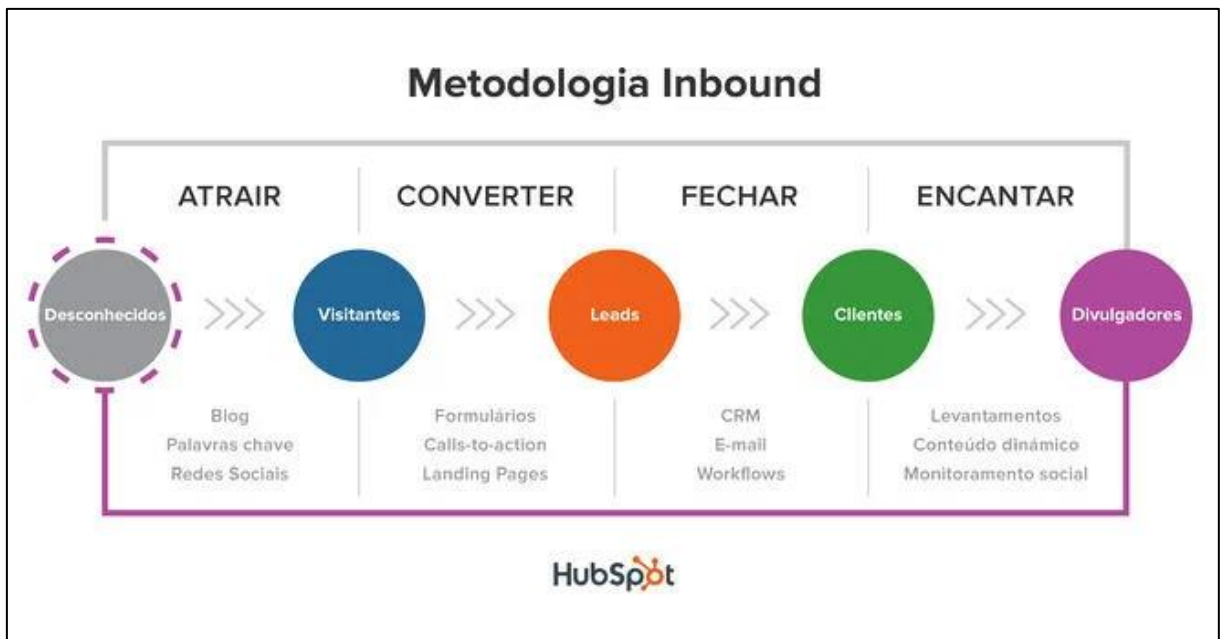 Metodologia Inbound
ATRAIR
CONVERTER
FECHAR
ENCANTAR
Desconhecidos
Visitantes
Leads
Clientes
Divulgadores
Blog
Palavras chave
Redes Sociais
Formulários
Calls-to-action
Landing Pages
CRM
E-mail
Workflows
Levantamentos
Conteúdo dinámico
Monitoramento social
HubSpot